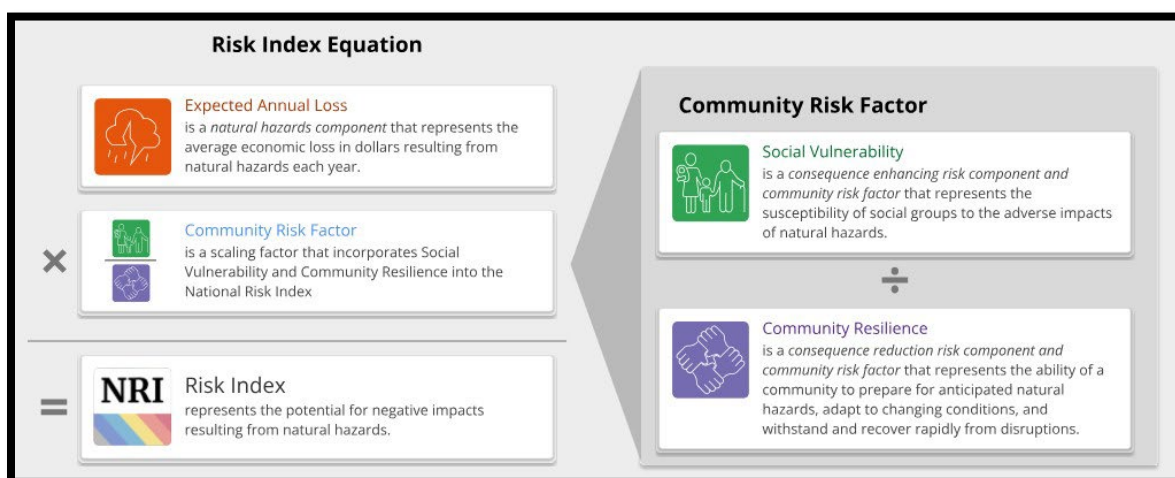 Risk Index Equation
Expected Annual Loss
is a natural hazards component that represents the
average economic loss in dollars resulting from
natural hazards each year.
×
Community Risk Factor
is a scaling factor that incorporates Social
Vulnerability and Community Resilience into the
National Risk Index
=
NRI
Risk Index
represents the potential for negative impacts
resulting from natural hazards.
Community Risk Factor
Social Vulnerability
is a consequence enhancing risk component and
community risk factor that represents the
susceptibility of social groups to the adverse impacts
of natural hazards.
÷
Community Resilience
is a consequence reduction risk component and
community risk factor that represents the ability of a
community to prepare for anticipated natural
hazards, adapt to changing conditions, and
withstand and recover rapidly from disruptions.